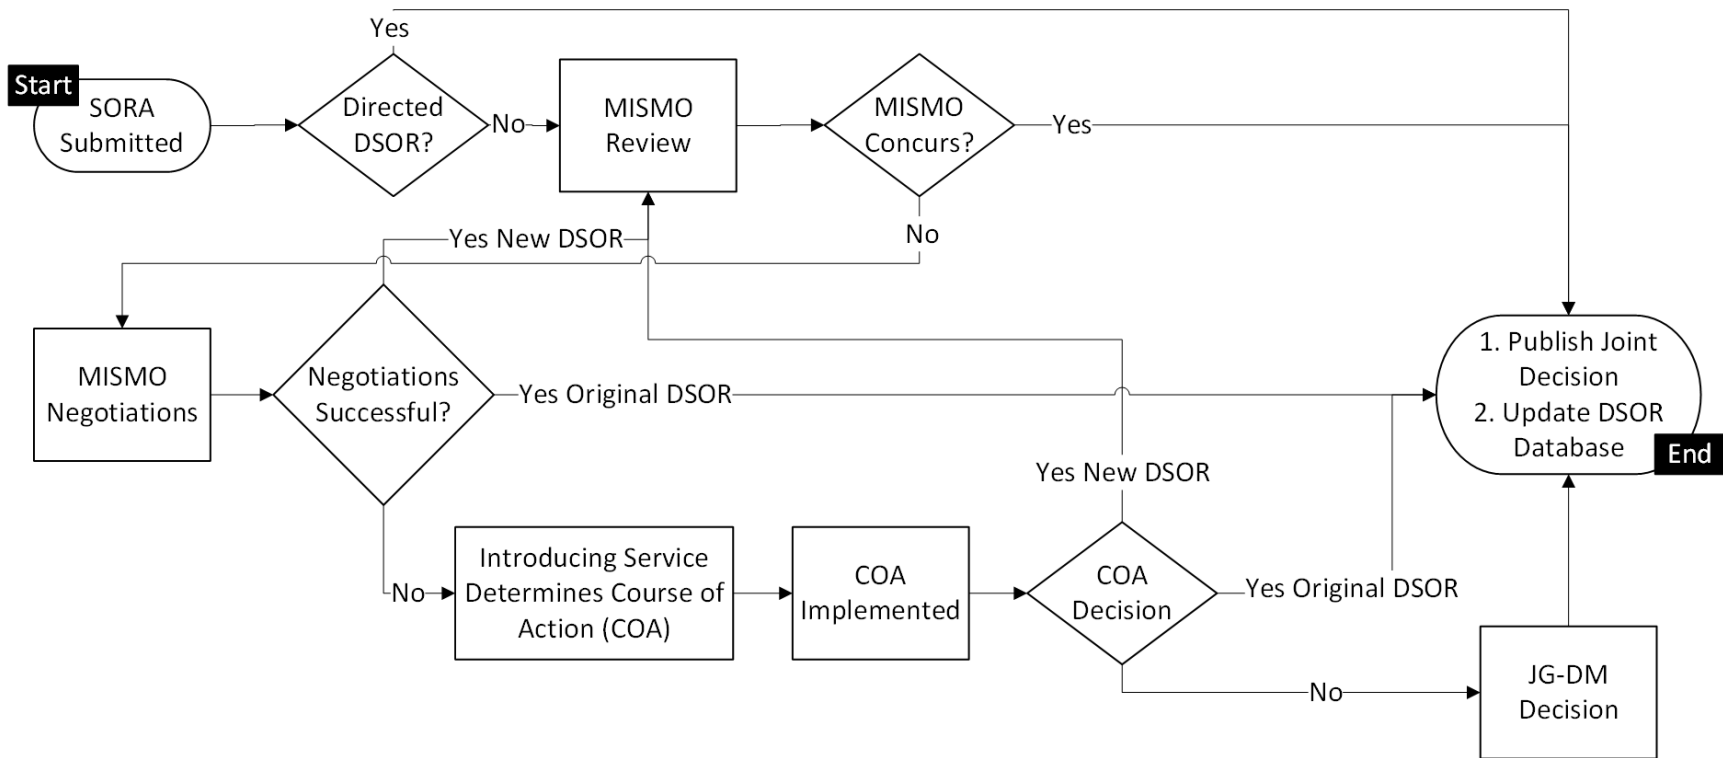 Yes
Start
SORA
Submitted
Directed
DSOR?
No
MISMO
Review
MISMO
Concurs?
Yes
No
Yes New DSOR
MISMO
Negotiations
Negotiations
Successful?
Yes Original DSOR
1. Publish Joint
Decision
2. Update DSOR
Database
End
Yes New DSOR
No
Introducing Service
Determines Course of
Action (COA)
COA
Implemented
COA
Decision
Yes Original DSOR
No
JG-DM
Decision